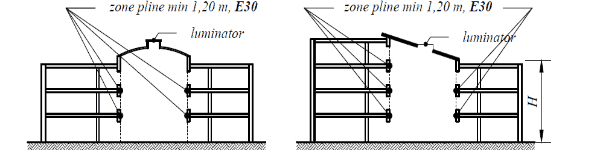 zone pline min 1,20 m, E30
luminator
zone pline min 1,20 m, E30
luminator
H